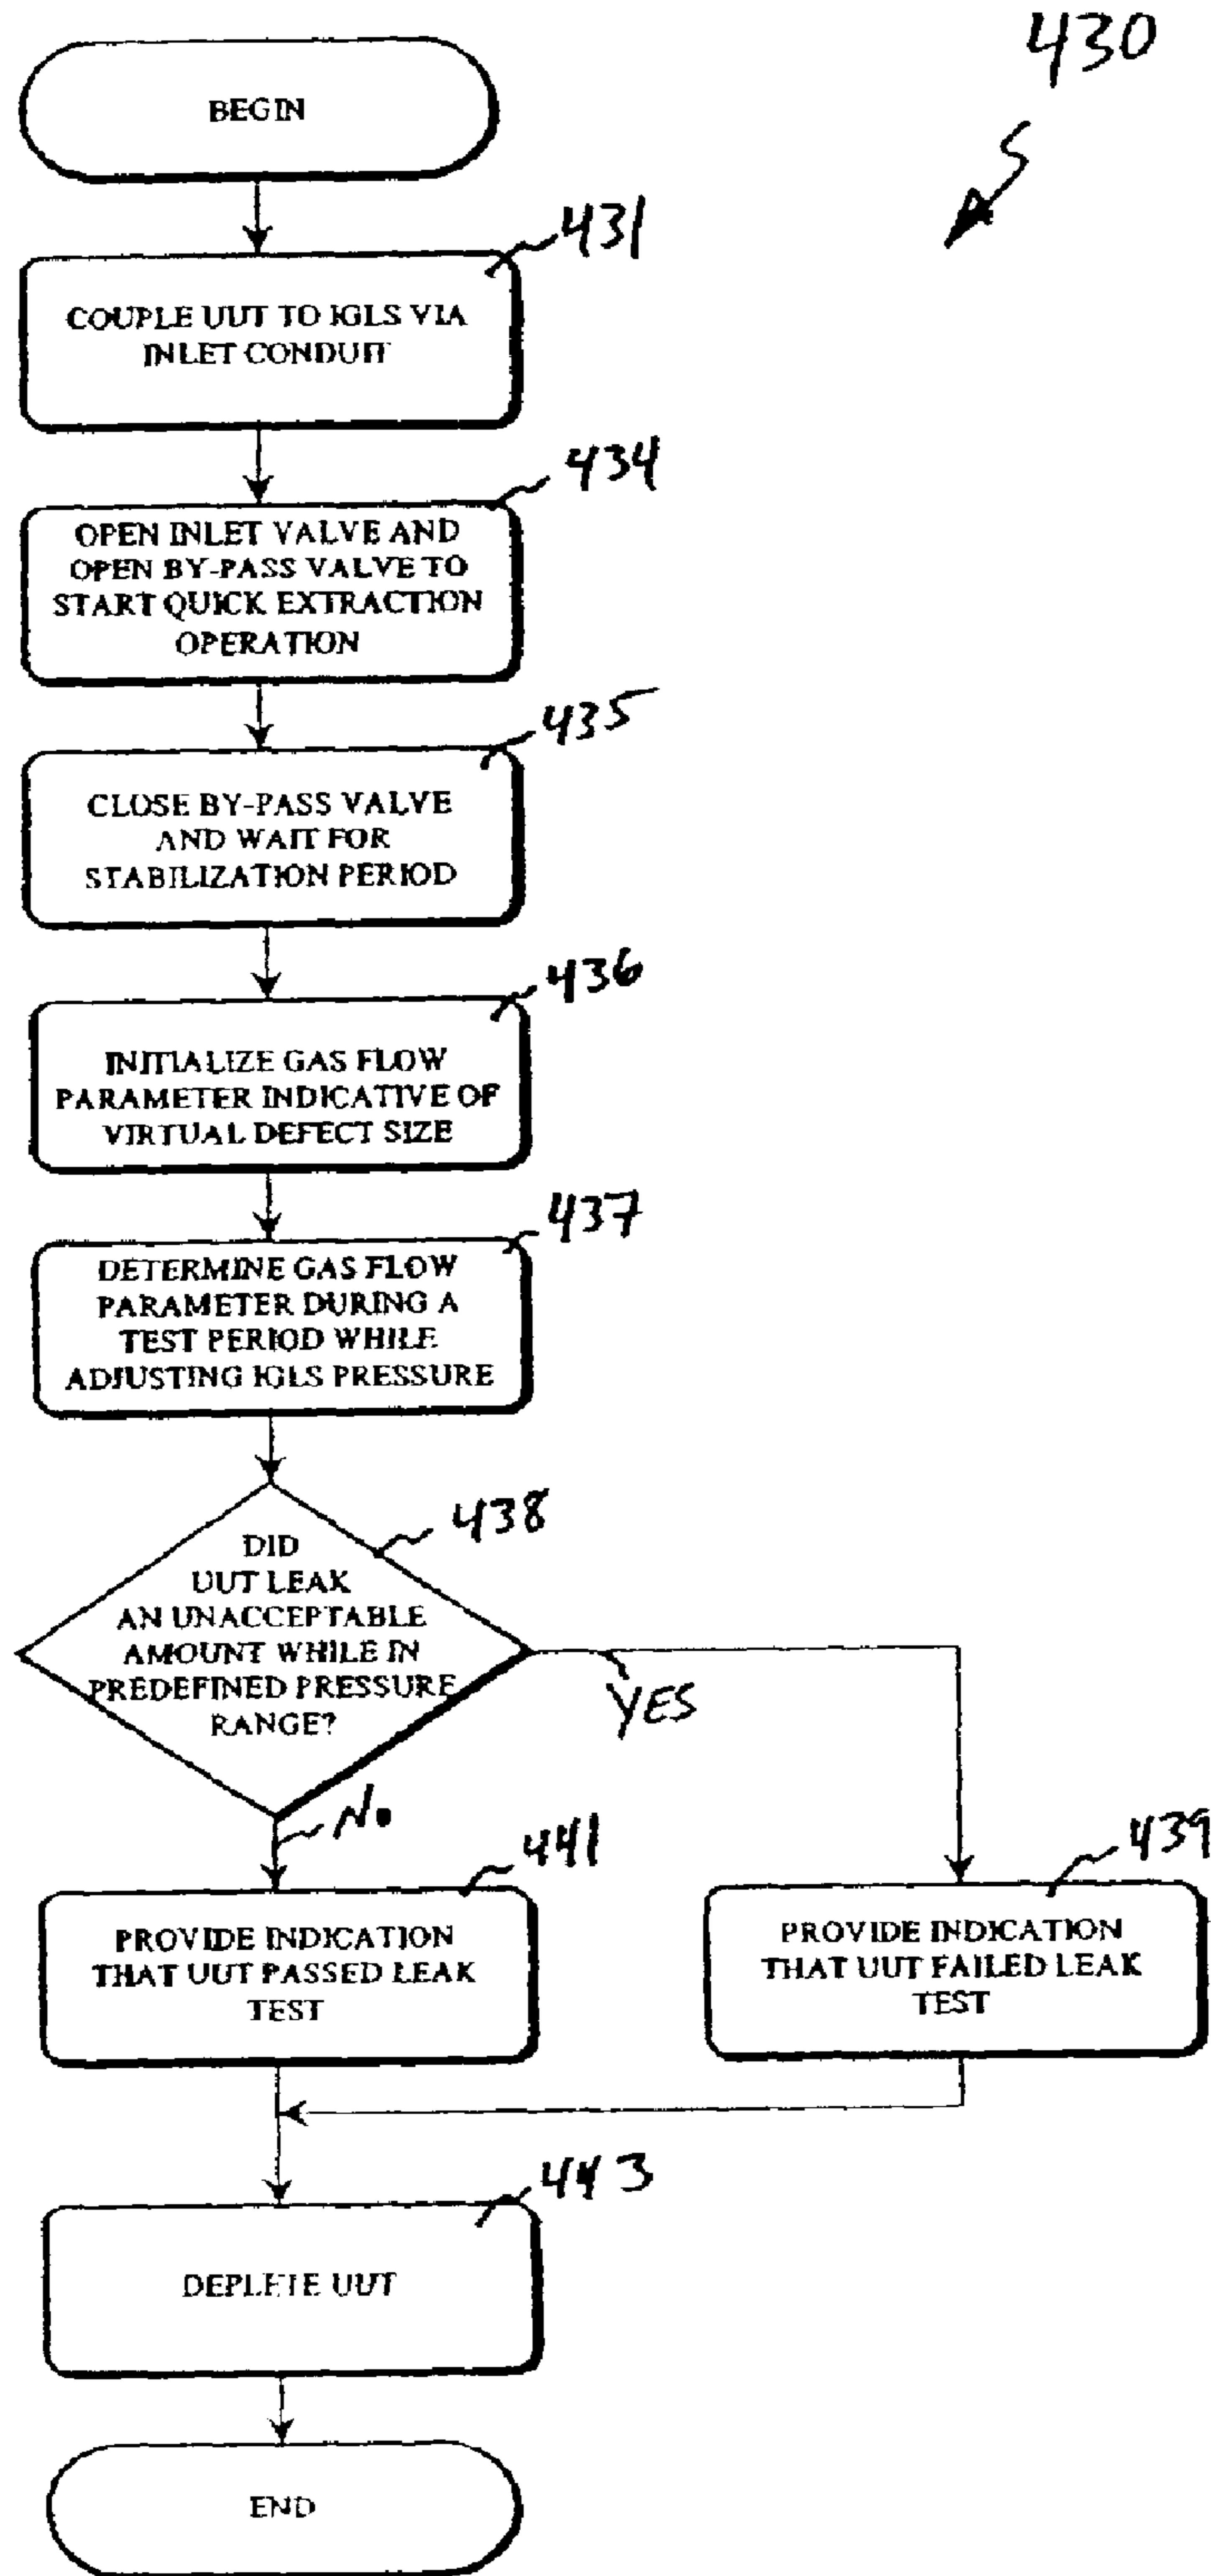 430
BEGIN
431
COUPLE UUT TO IGLS VIA
INLET CONDUIT
434
OPEN INLET VALVE AND
OPEN BY-PASS VALVE TO
START QUICK EXTRACTION
OPERATION
435
CLOSE BY-PASS VALVE
AND WAIT FOR
STABILIZATION PERIOD
436
INITIALIZE GAS FLOW
PARAMETER INDICATIVE OF
VIRTUAL DEFECT SIZE
437
DETERMINE GAS FLOW
PARAMETER DURING A
TEST PERIOD WHILE
ADJUSTING IGLS PRESSURE
438
DID
UUT LEAK
AN UNACCEPTABLE
AMOUNT WHILE IN
PREDEFINED PRESSURE
RANGE?
YES
No
441
PROVIDE INDICATION
THAT UUT PASSED LEAK
TEST
439
PROVIDE INDICATION
THAT UUT FAILED LEAK
TEST
443
DEPLETE UUT
END